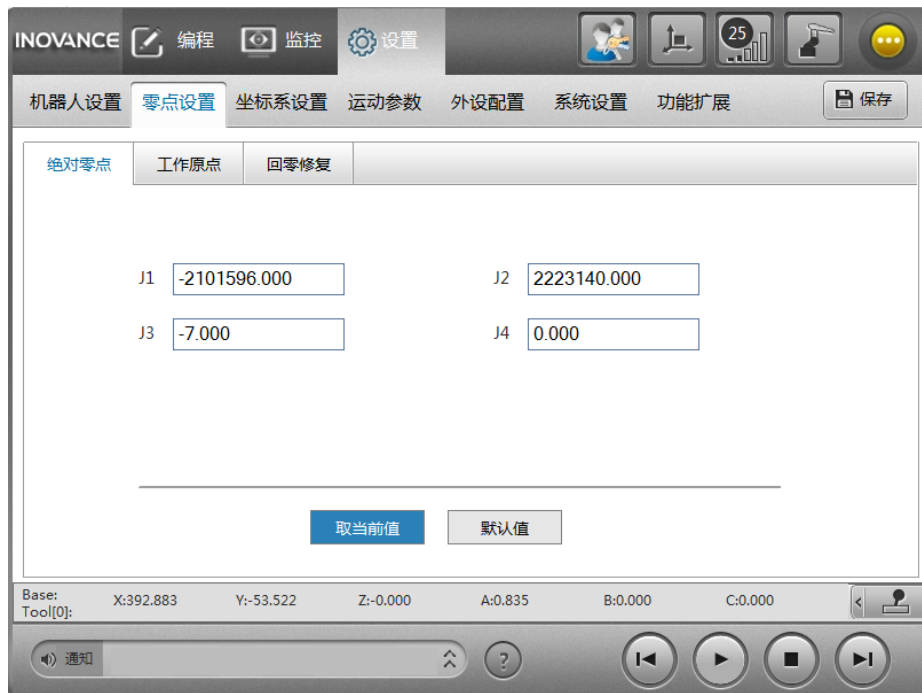 INOVANCE 编程 监控 设置 25
机器人设置 零点设置 坐标系设置 运动参数 外设配置 系统设置 功能扩展 保存
绝对零点 工作原点 回零修复
J1 -2101596.000 J2 2223140.000
J3 -7.000 J4 0.000
取当前值 默认值
Base:
Tool[0]: X:392.883 Y:-53.522 Z:-0.000 A:0.835 B:0.000 C:0.000 <
通知 ?